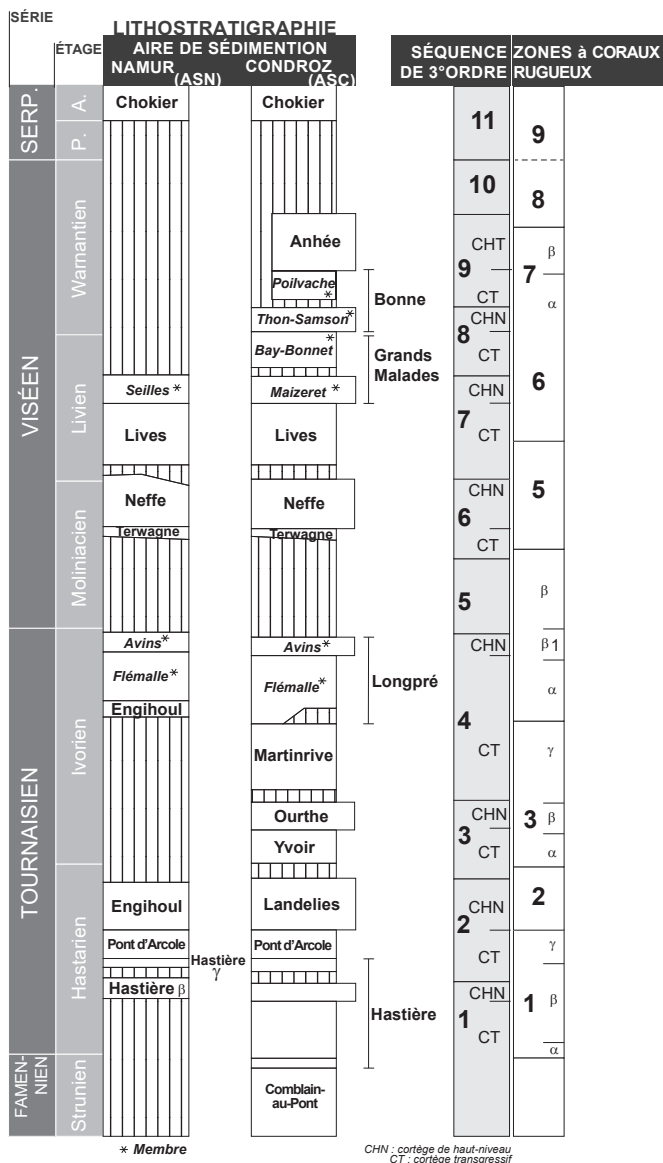 SÉRIE
LITHOSTRATIGRAPHIE
ÉTAGE
AIRE DE SÉDIMENTION
NAMUR
(ASN)
CONDROZ
(ASC)
SÉQUENCE
DE 3°ORDRE
ZONES à CORAUX
RUGUEUX
SERP.
A.
P.
VISÉEN
Warnantien
Livien
Moliniacien
TOURNAISIEN
Ivorien
Hastarien
FAMEN-
NIEN
Strunien
Chokier
Seilles *
Lives
Neffe
Terwagne
Avins*
Flémalle*
Engihoul
Engihoul
Pont d'Arcole
Hastière β
Hastière
γ
Chokier
Anhée
Poilvache
*
Thon-Samson*
*
Bay-Bonnet
Maizeret *
Lives
Neffe
Terwagne
Avins*
Flémalle*
Martinrive
Ourthe
Yvoir
Landelies
Pont d'Arcole
Comblain-
au-Pont
Bonne
Grands
Malades
Longpré
Hastière
11
10
CHT
9
CT
CHN
8
CT
CHN
7
CT
CHN
6
CT
5
CHN
4
CT
CHN
3
CT
CHN
2
CT
CHN
1
CT
9
8
β
7
α
6
5
β
β 1
α
4
γ
3 β
α
2
γ
1 β
α
* Membre
CHN : cortège de haut-niveau
CT : cortège transgressif